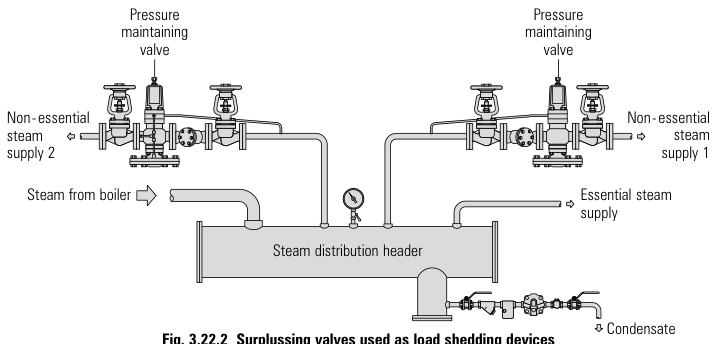 Pressure
maintaining
valve
Pressure
maintaining
valve
Non-essential
steam
supply 2
Non-essential
steam
supply 1
Steam from boiler
Essential steam
supply
Steam distribution header
Condensate
Fig. 3.22.2 Surplussing valves used as load shedding devices